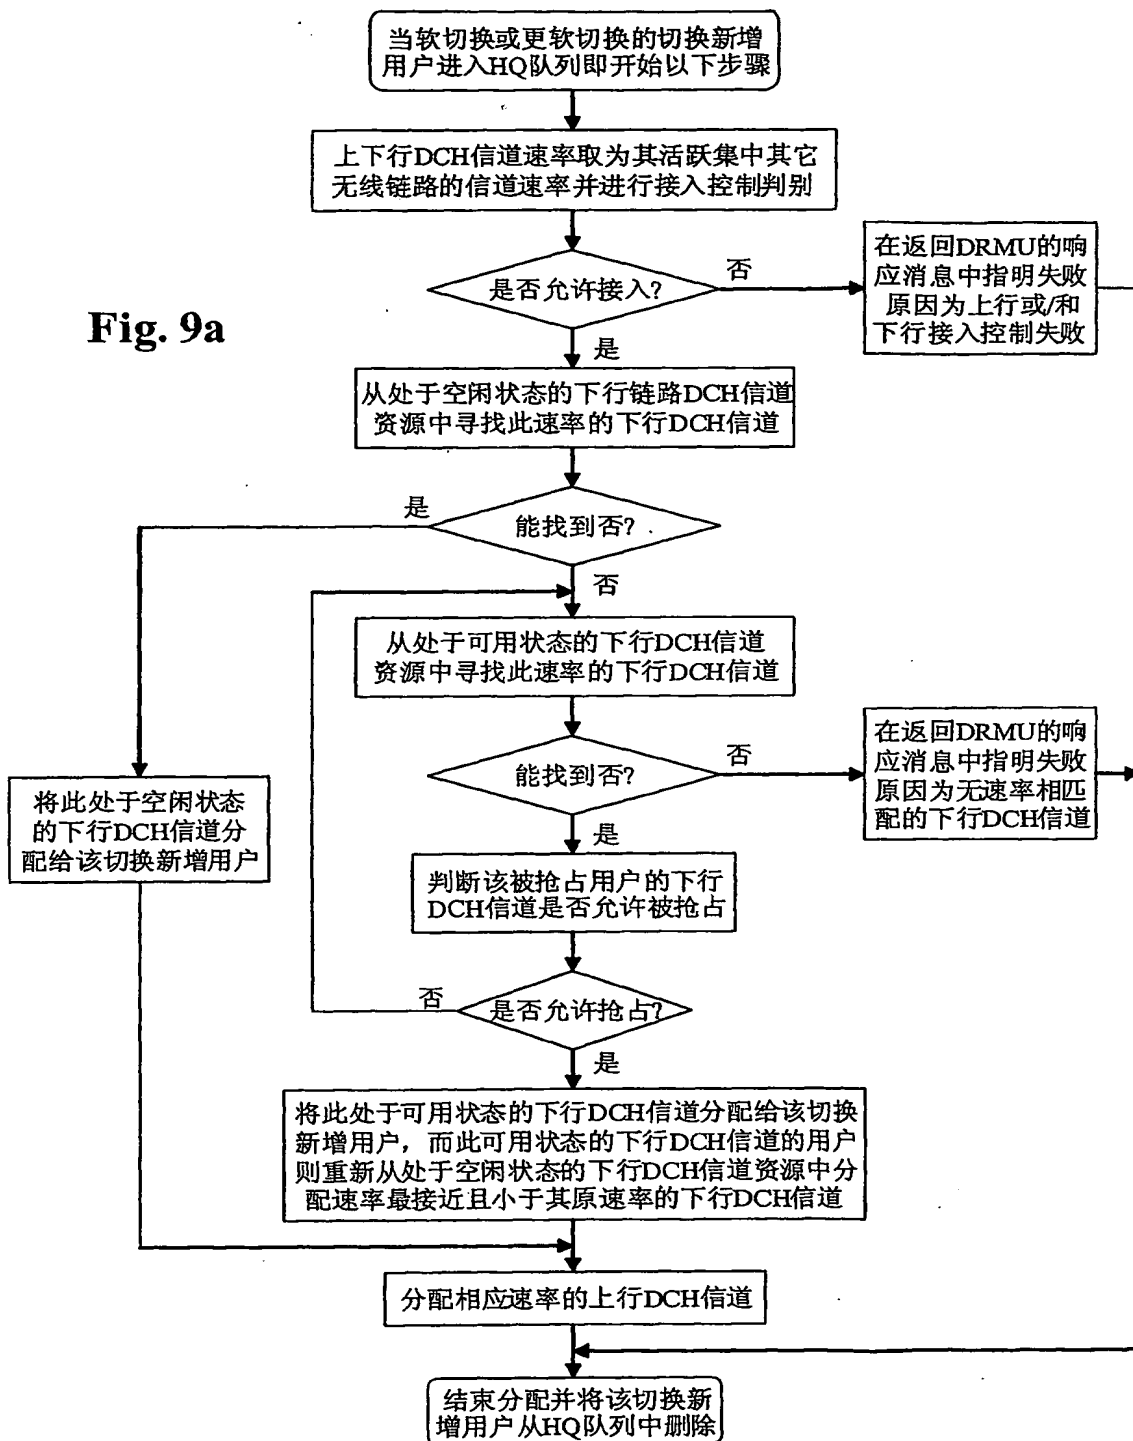 当软切换或更软切换的切换新增
用户进入HQ队列即开始以下步骤
上下行DCH信道速率取为其活跃集中其它
无线链路的信道速率并进行接入控制判别
是否允许接入?
否
在返回DRMU的响
应消息中指明失败
原因为上行或/和
下行接入控制失败
Fig. 9a
是
从处于空闲状态的下行链路DCH信道
资源中寻找此速率的下行DCH信道
是
能找到否?
否
从处于可用状态的下行DCH信道
资源中寻找此速率的下行DCH信道
能找到否?
否
在返回DRMU的响
应消息中指明失败
原因为无速率相匹
配的下行DCH信道
将此处于空闲状态
的下行DCH信道分
配给该切换新增用户
是
判断该被抢占用户的下行
DCH信道是否允许被抢占
否
是否允许抢占?
是
将此处于可用状态的下行DCH信道分配给该切换
新增用户，而此可用状态的下行DCH信道的用户
则重新从处于空闲状态的下行DCH信道资源中分
配速率最接近且小于其原速率的下行DCH信道
分配相应速率的上行DCH信道
结束分配并将该切换新
增用户从HQ队列中删除